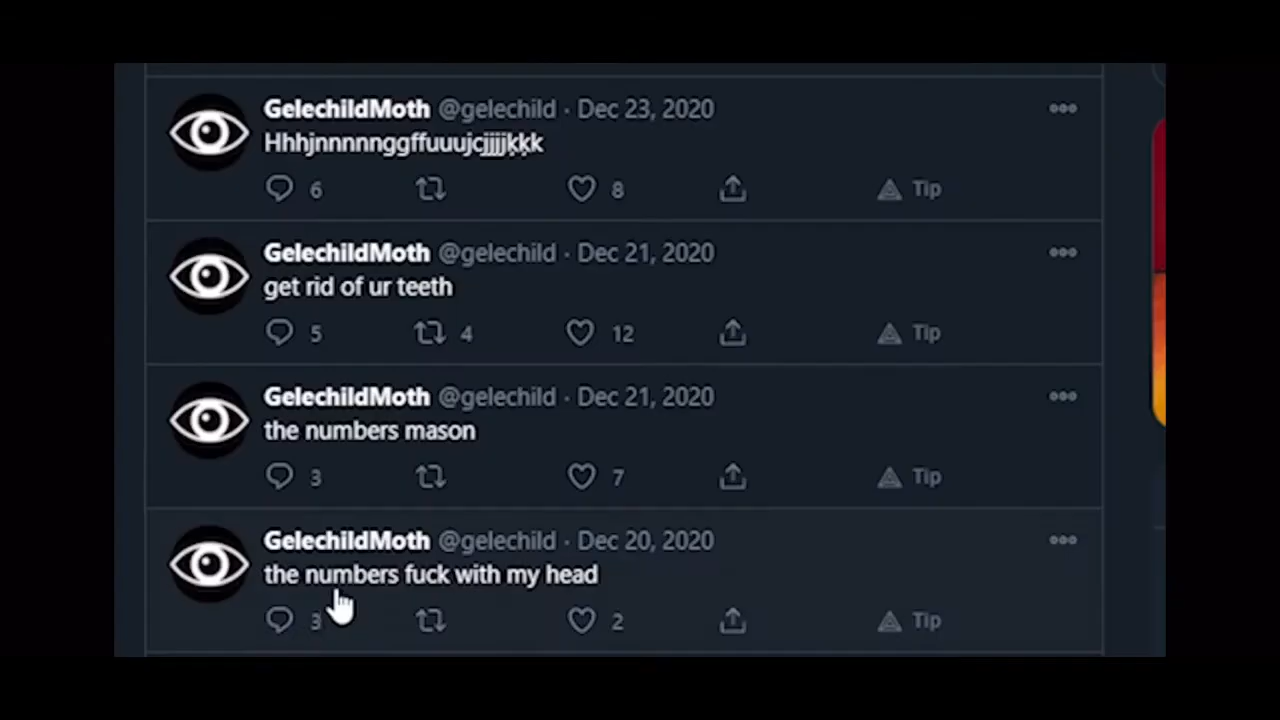 GelechildMoth @gelechild · Dec 23, 2020
Hhhjnnnnnggffuuujcjjjjķķk
6 8 Tip
GelechildMoth @gelechild · Dec 21, 2020
get rid of ur teeth
5 4 12 Tip
GelechildMoth @gelechild · Dec 21, 2020
the numbers mason
3 7 Tip
GelechildMoth @gelechild · Dec 20, 2020
the numbers fuck with my head
3 2 Tip